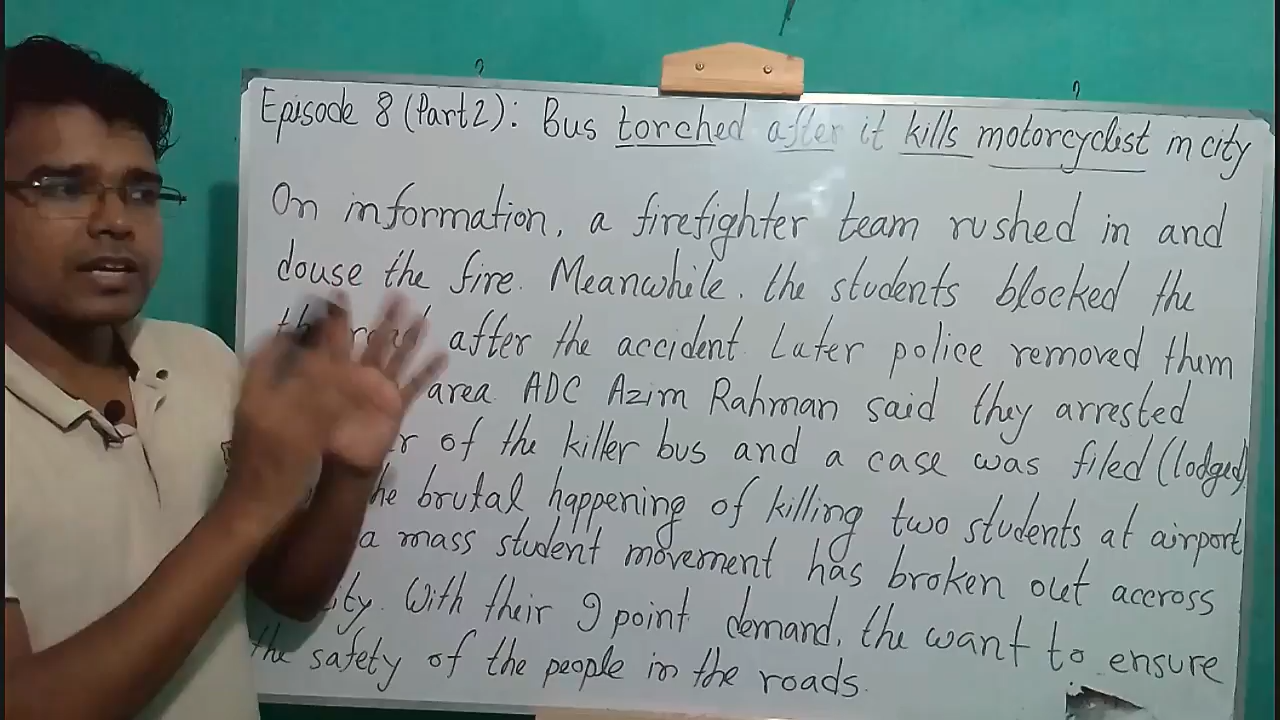 Episode 8 (Part 2): Bus torched after it kills motorcyclist in city
On information, a firefighter team rushed in and
douse the fire. Meanwhile, the students blocked the
the road after the accident. Later police removed them
area. ADC Azim Rahman said they arrested
of the killer bus and a case was filed (lodged)
the brutal happening of killing two students at airport,
a mass student movement has broken out accross
city. With their 9 point demand, the want to ensure
the safety of the people in the roads.